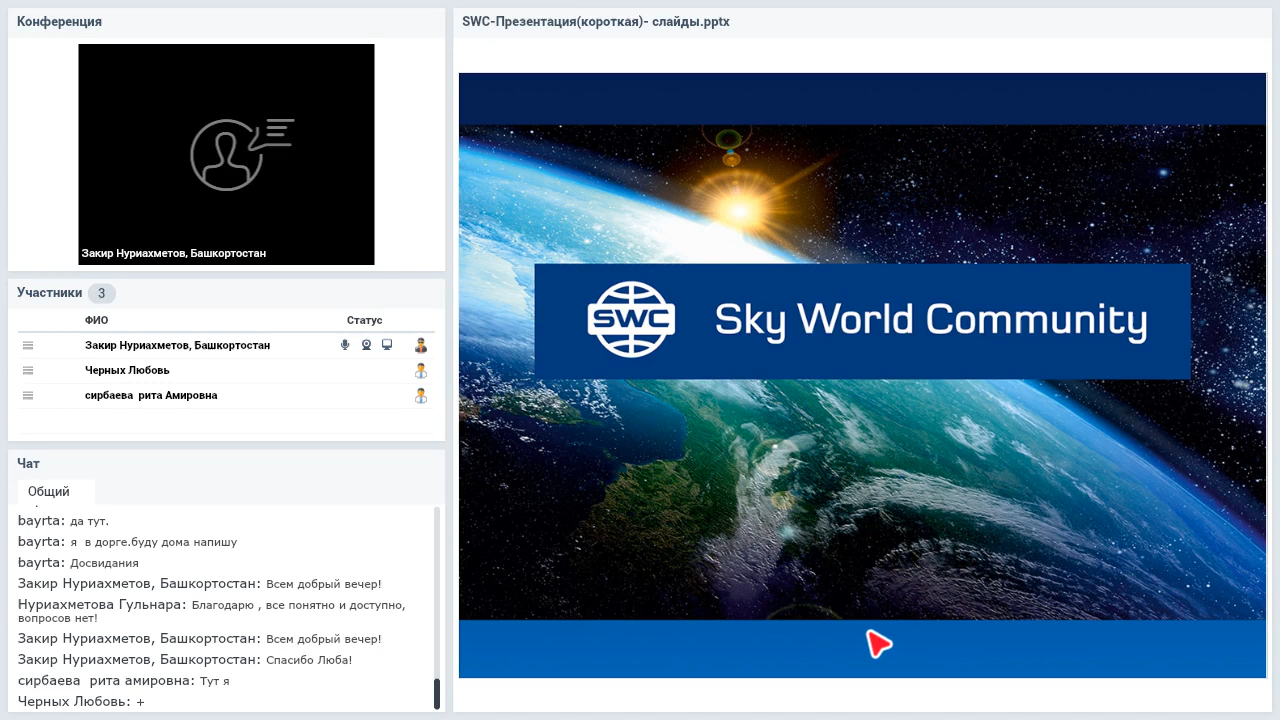 Конференция
Закир Нуриахметов, Башкортостан
Участники 3
ФИО Статус
Закир Нуриахметов, Башкортостан
Черных Любовь
сирбаева рита Амировна
Чат
Общий
bayrta: да тут.
bayrta: я в дорге.буду дома напишу
bayrta: Досвидания
Закир Нуриахметов, Башкортостан: Всем добрый вечер!
Нуриахметова Гульнара: Благодарю , все понятно и доступно,
вопросов нет!
Закир Нуриахметов, Башкортостан: Всем добрый вечер!
Закир Нуриахметов, Башкортостан: Спасибо Люба!
сирбаева рита амировна: Тут я
Черных Любовь: +
SWC-Презентация(короткая)- слайды.pptx
SWC Sky World Community